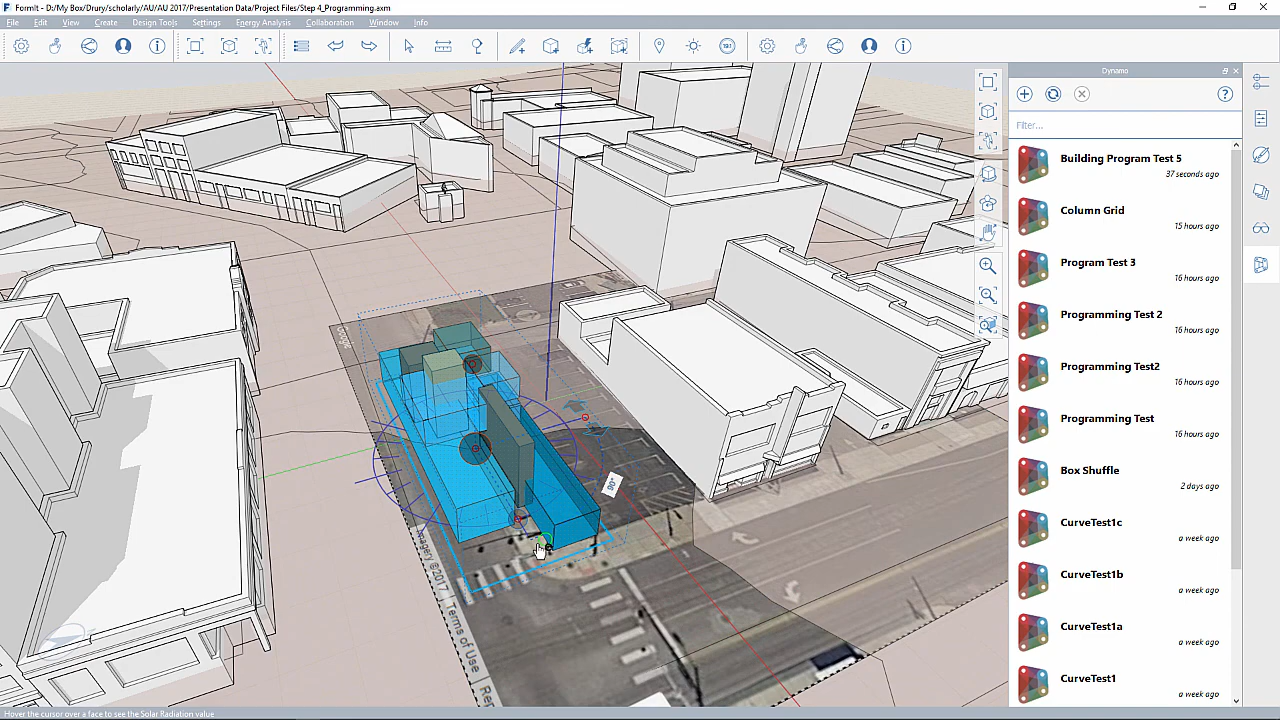 FormIt - D:/My Box/Drury/scholarly/AU/AU 2017/Presentation Data/Project Files/Step 4_Programming.axm
File Edit View Create Design Tools Settings Energy Analysis Collaboration Window Info
Dynamo
Filter...
Building Program Test 5
37 seconds ago
Column Grid
15 hours ago
Program Test 3
16 hours ago
Programming Test 2
16 hours ago
Programming Test2
16 hours ago
Programming Test
16 hours ago
Box Shuffle
2 days ago
CurveTest1c
a week ago
CurveTest1b
a week ago
CurveTest1a
a week ago
CurveTest1
a week ago
Google
90°
Imagery ©2017 | Terms of Use |
Hover the cursor over a face to see the Solar Radiation value